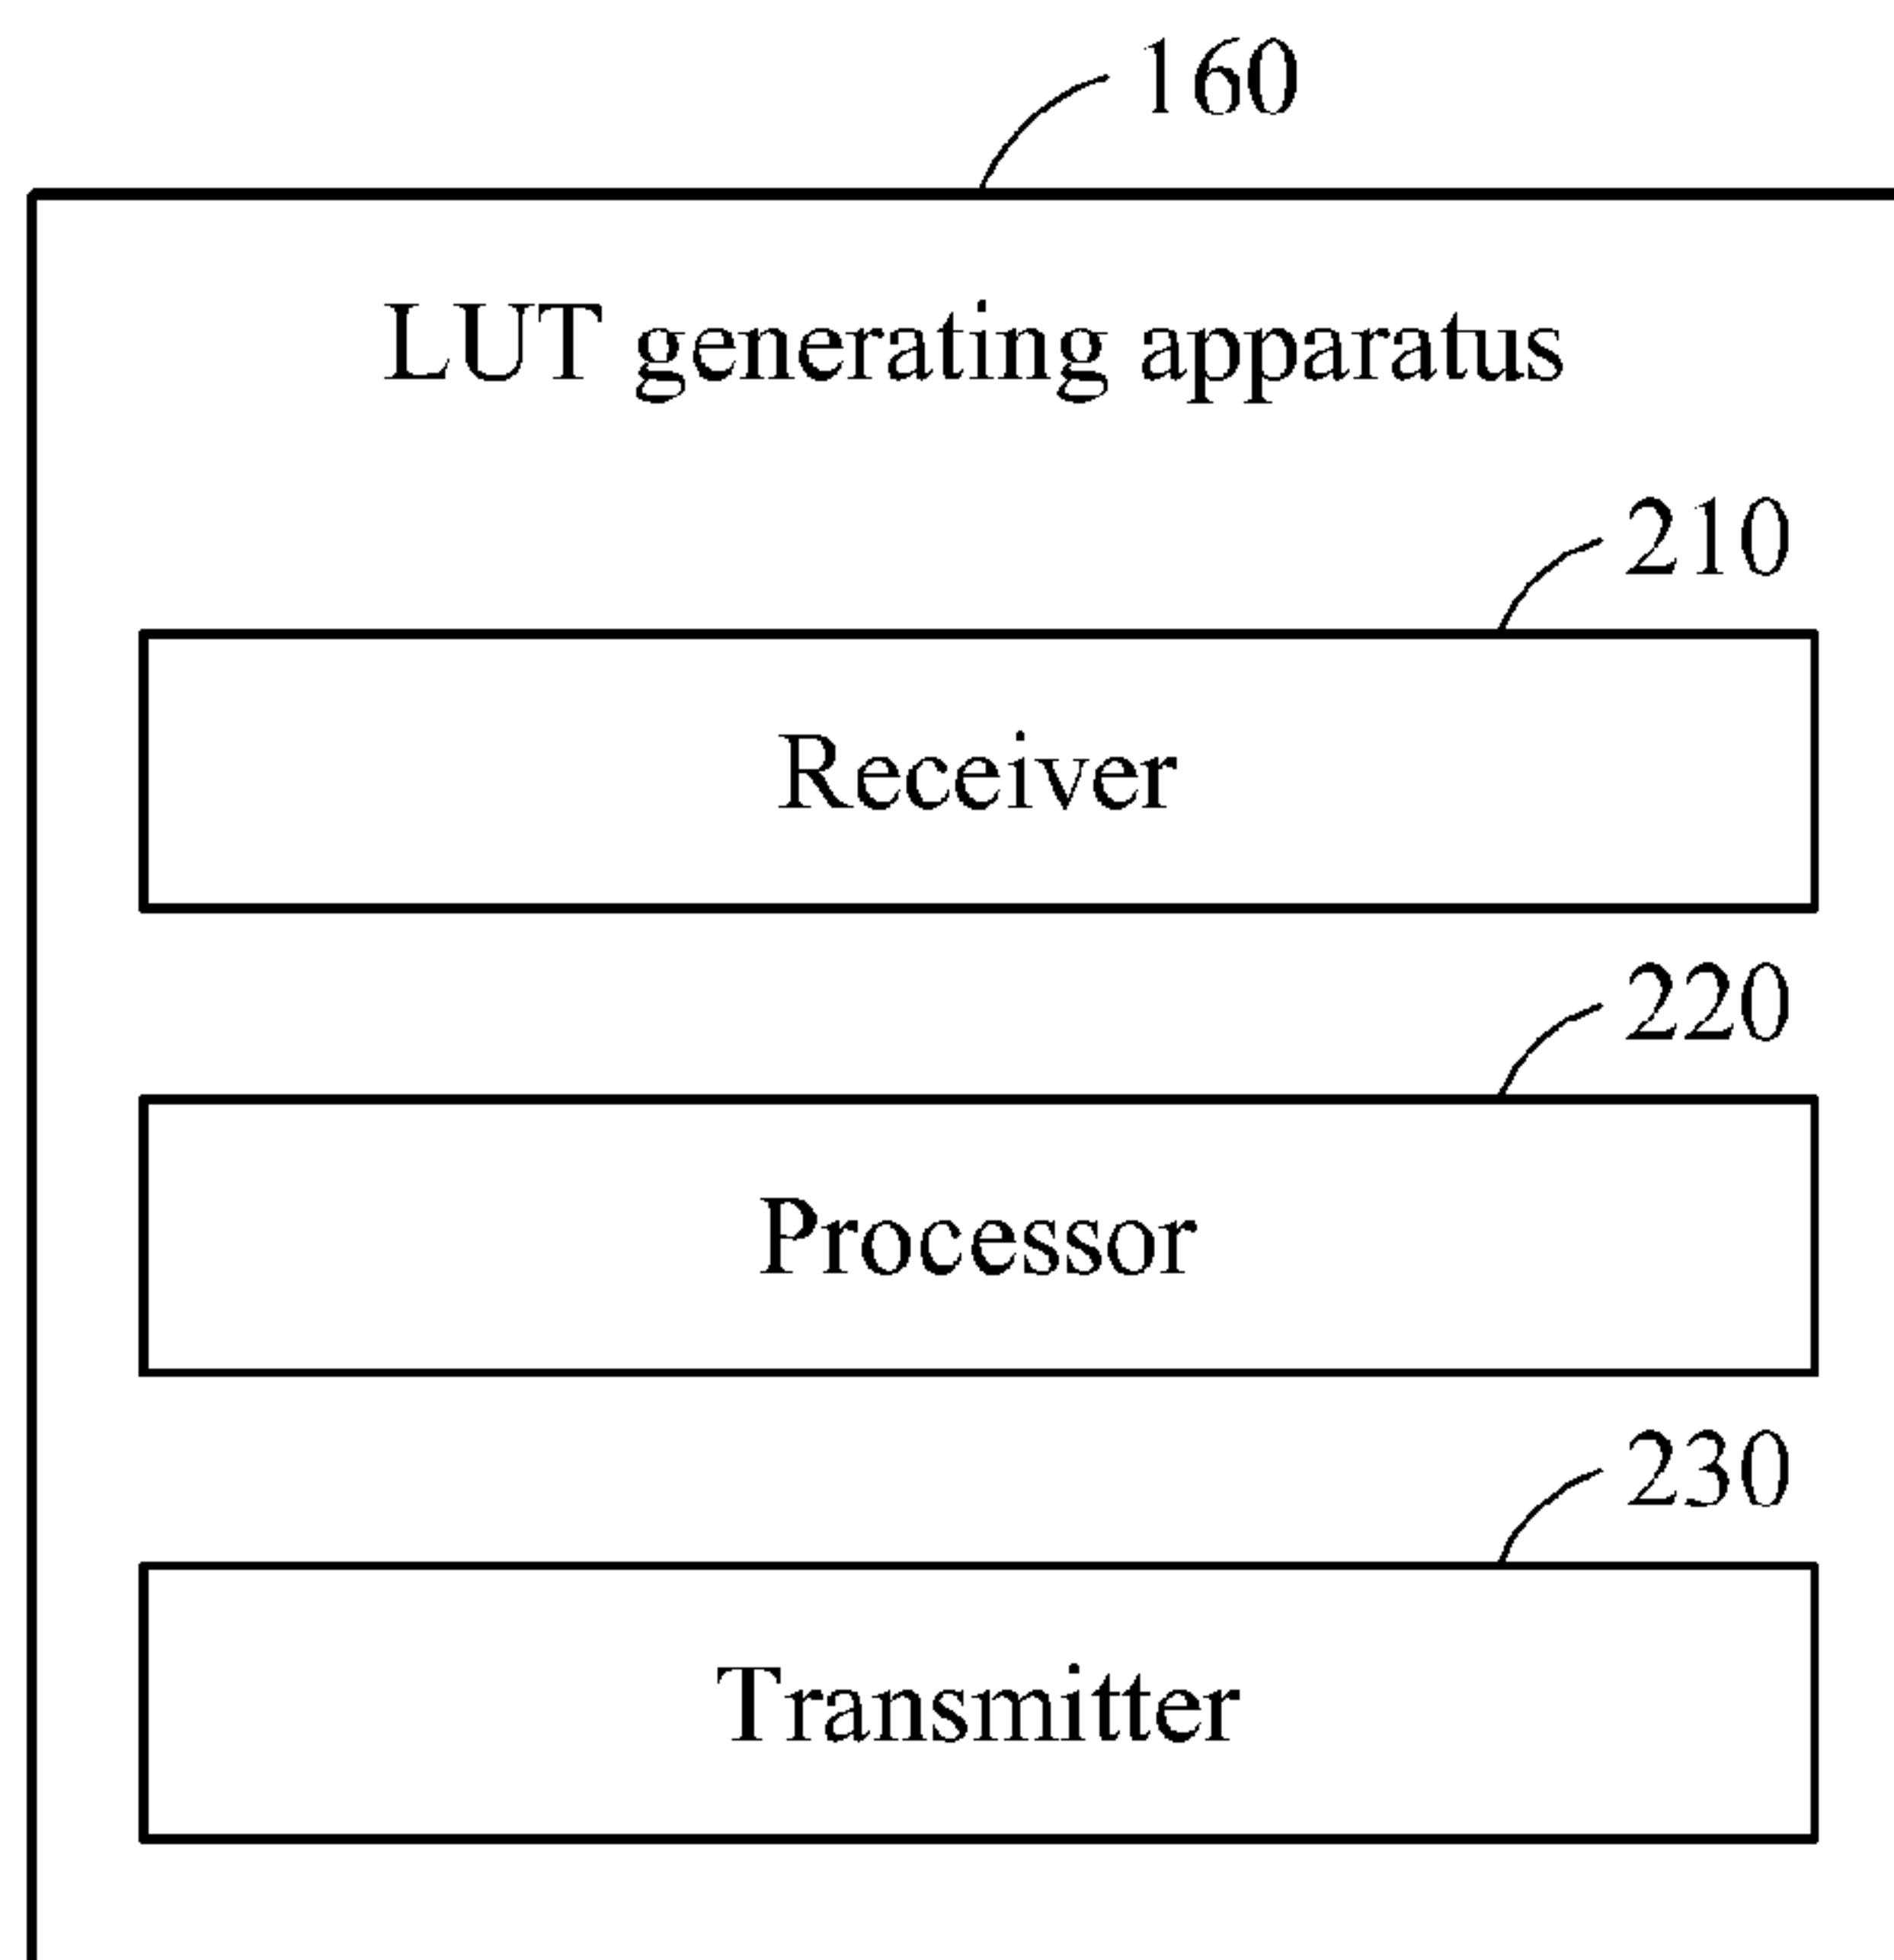 160
LUT generating apparatus
210
Receiver
220
Processor
230
Transmitter